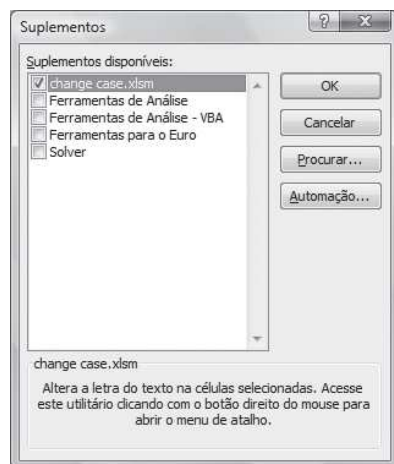 Suplementos
Suplementos disponíveis:
change case.xlsm
Ferramentas de Análise
Ferramentas de Análise - VBA
Ferramentas para o Euro
Solver
OK
Cancelar
Procurar...
Automação...
change case.xlsm
Altera a letra do texto na células selecionadas. Acesse
este utilitário clicando com o botão direito do mouse para
abrir o menu de atalho.